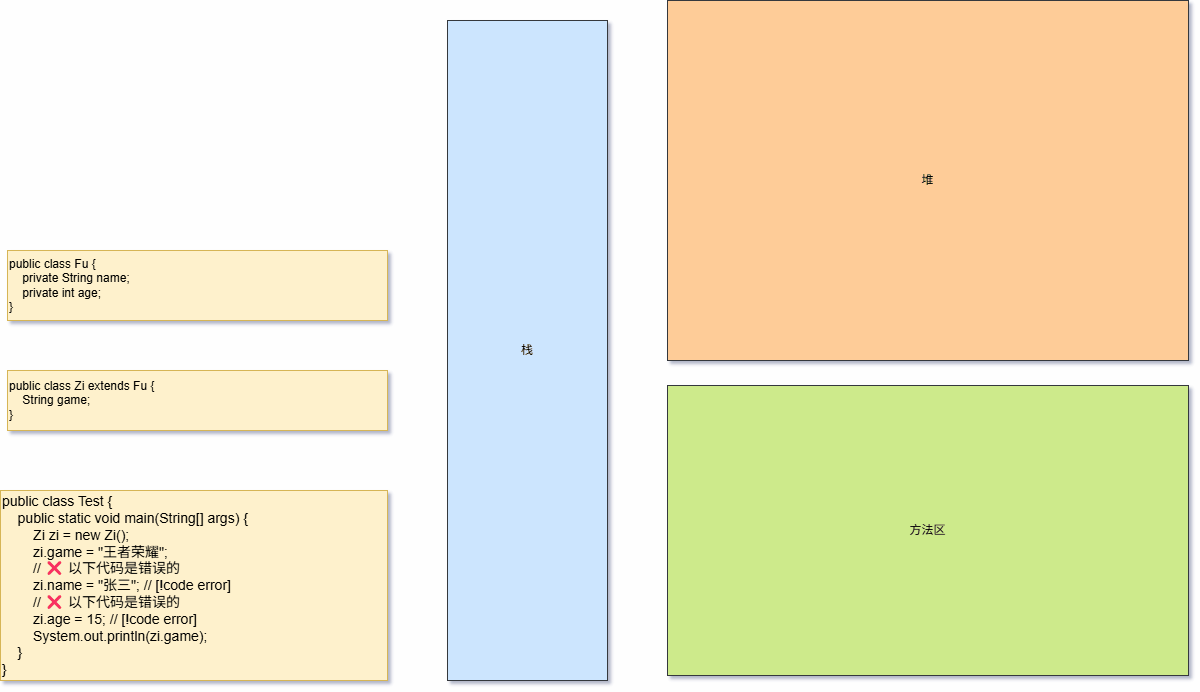 public class Fu {
    private String name;
    private int age;
}
public class Zi extends Fu {
    String game;
}
public class Test {
    public static void main(String[] args) {
        Zi zi = new Zi();
        zi.game = "王者荣耀";
        // ❌ 以下代码是错误的
        zi.name = "张三"; // [!code error]
        // ❌ 以下代码是错误的
        zi.age = 15; // [!code error]
        System.out.println(zi.game);
    }
}
栈
堆
方法区